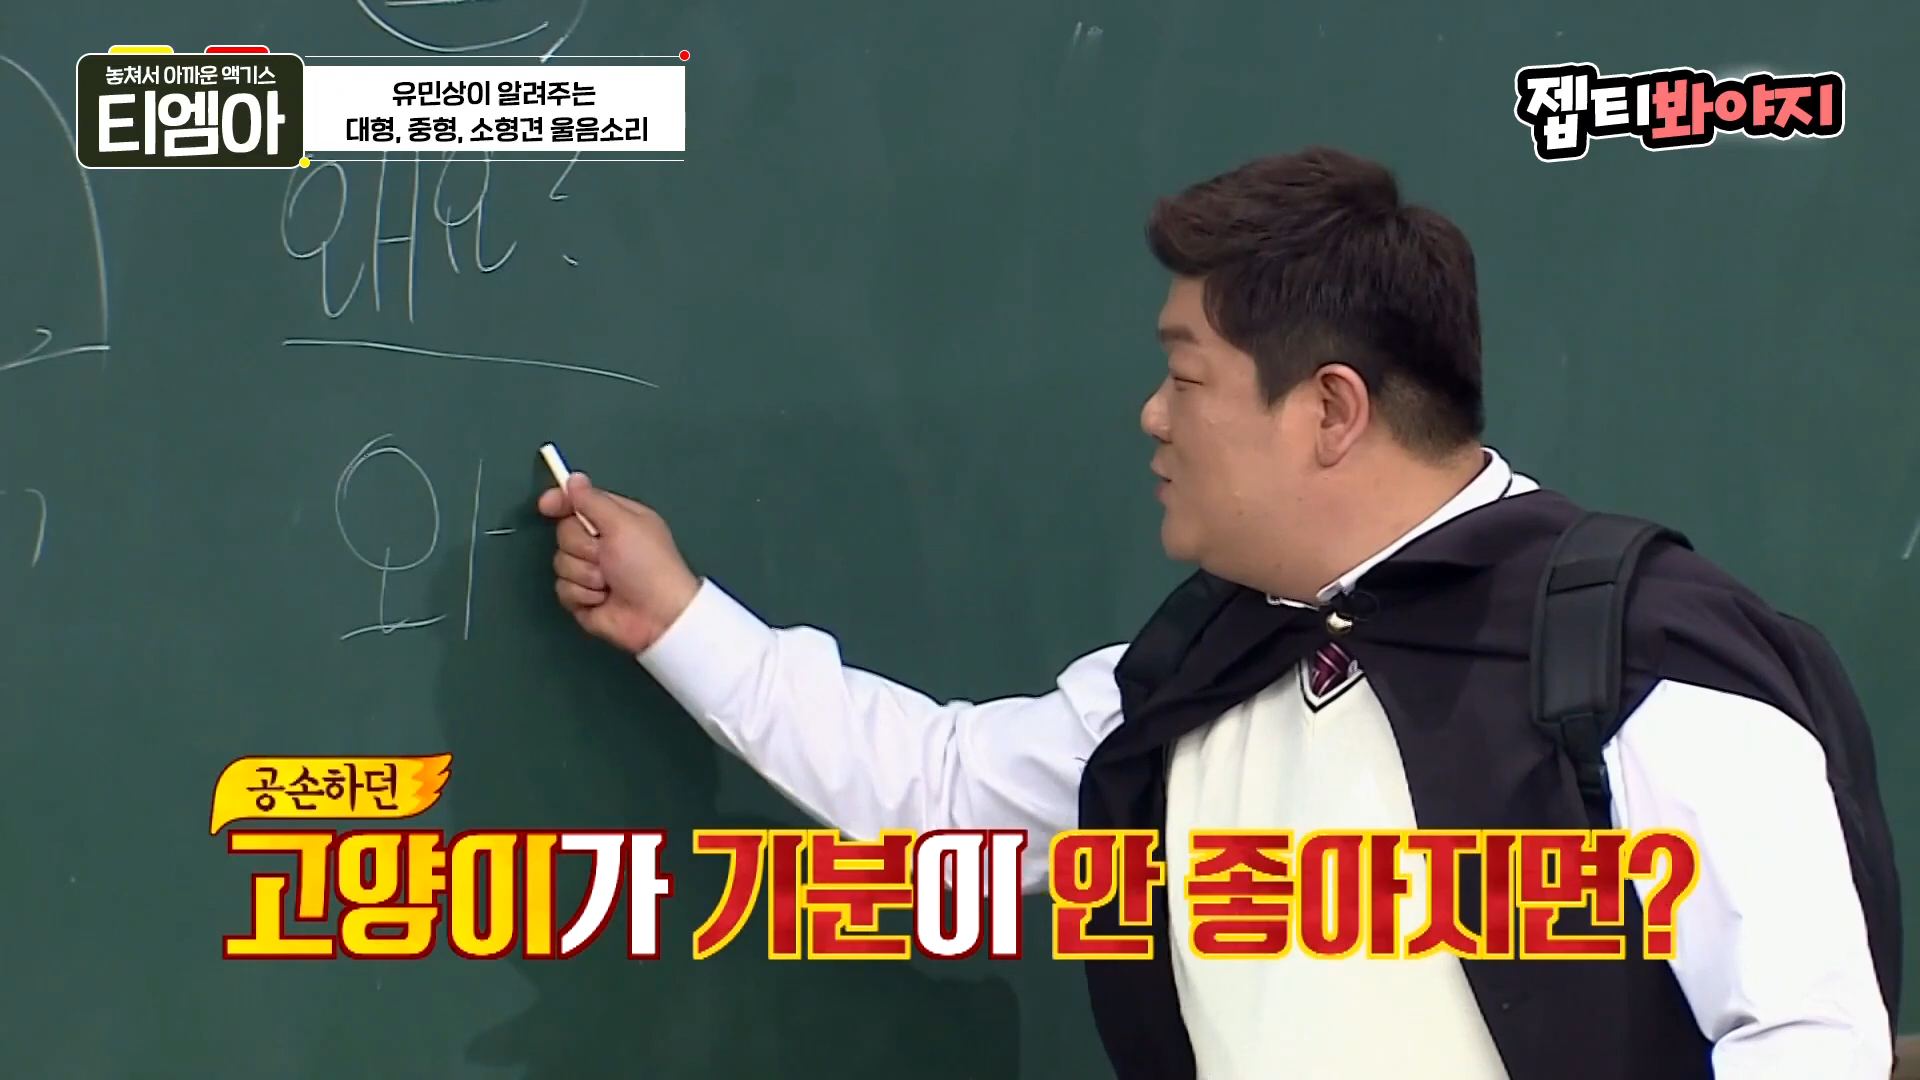 놓쳐서 아까운 액기스
티엠아
유민상이 알려주는
대형, 중형, 소형견 울음소리
젭티봐야지
왜요?
와
공손하던
고양이가 기분이 안 좋아지면?